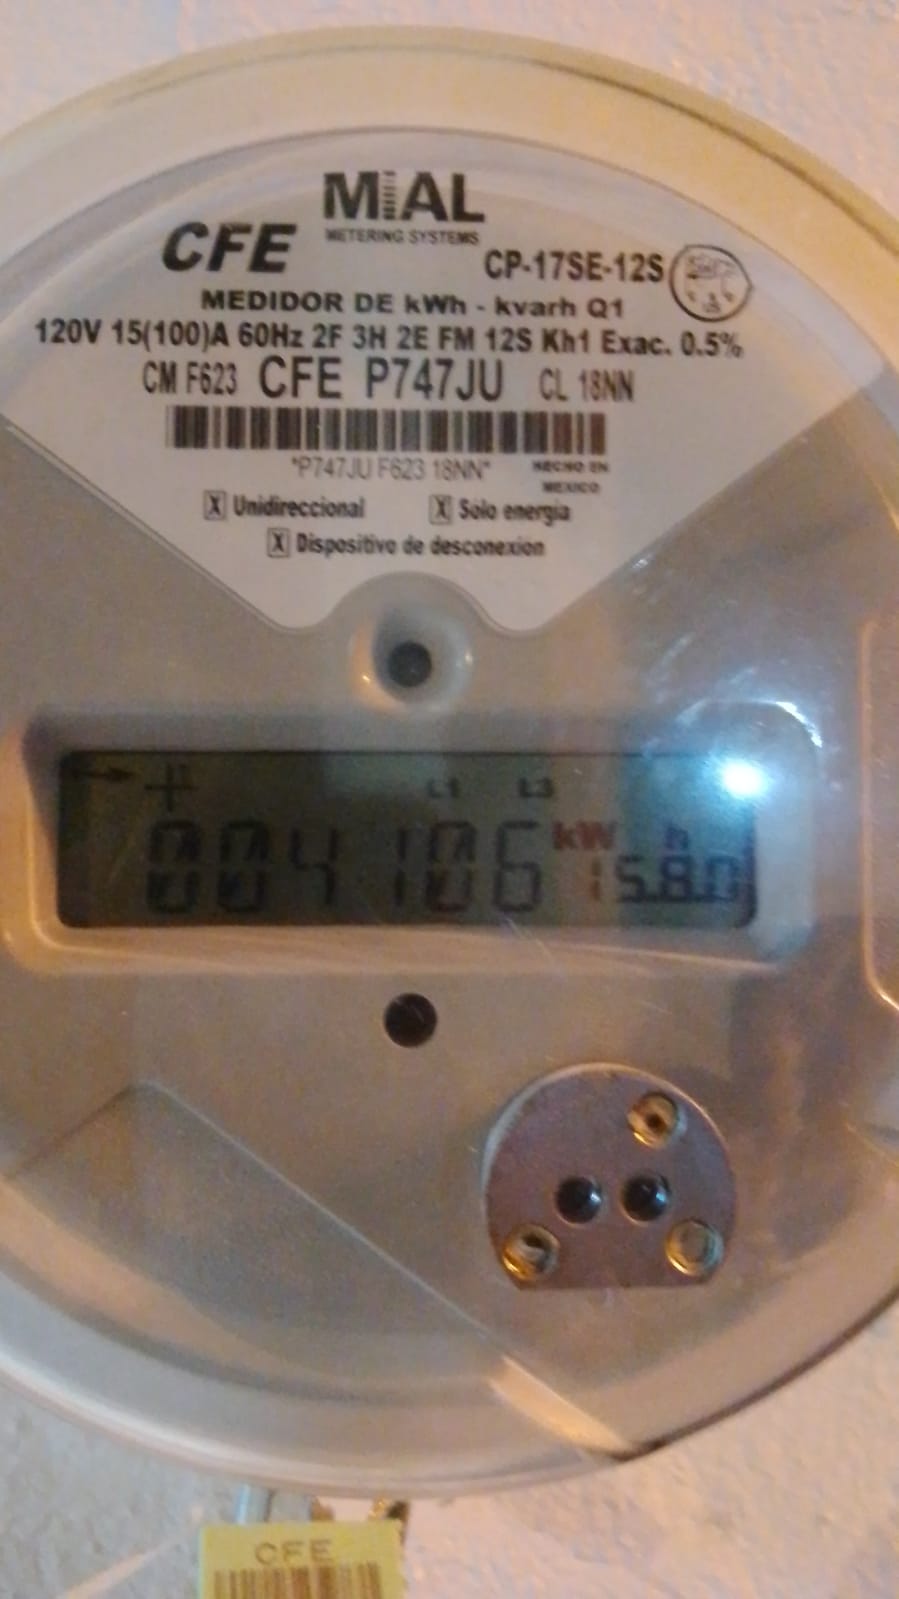 MIAL
METERING SYSTEMS
CFE
CP-17SE-12S
MEDIDOR DE kWh - kvarh Q1
120V 15(100)A 60Hz 2F 3H 2E FM 12S Kh1 Exac. 0.5%
CM F623 CFE P747JU CL 18NN
*P747JU F623 18NN*
HECHO EN
MEXICO
X Unidireccional X Solo energia
X Dispositivo de desconexion
L1 L3
004106 kW h 15.8.0
CFE